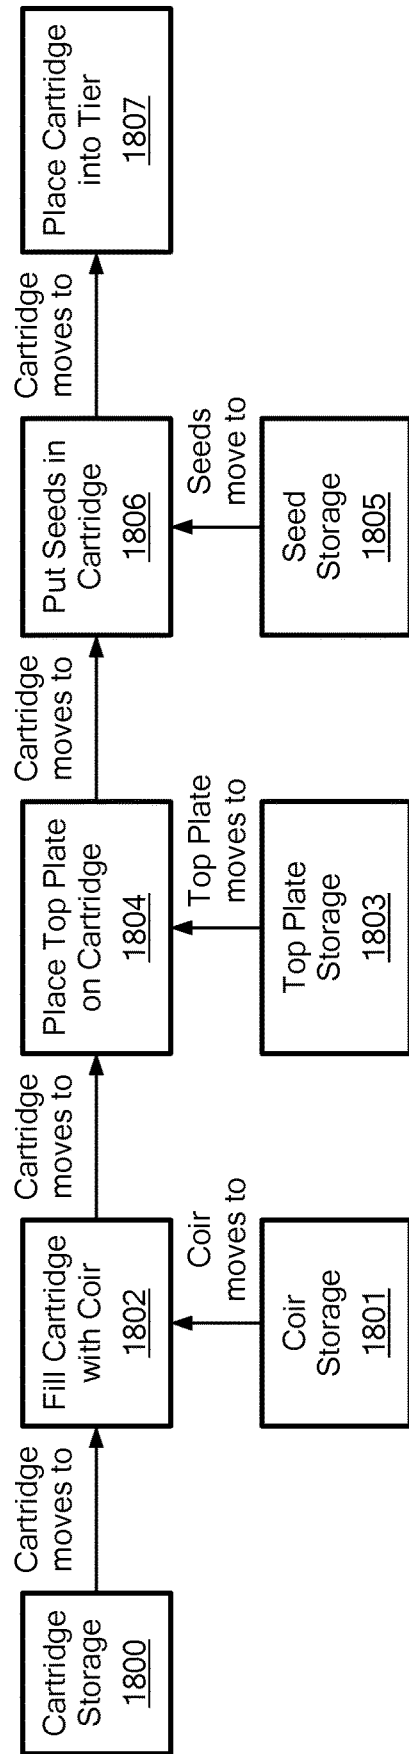 Cartridge
Storage
1800
Cartridge
moves to
Fill Cartridge
with Coir
1802
Coir
moves to
Coir
Storage
1801
Cartridge
moves to
Place Top Plate
on Cartridge
1804
Top Plate
moves to
Top Plate
Storage
1803
Cartridge
moves to
Put Seeds in
Cartridge
1806
Seeds
move to
Seed
Storage
1805
Cartridge
moves to
Place Cartridge
into Tier
1807